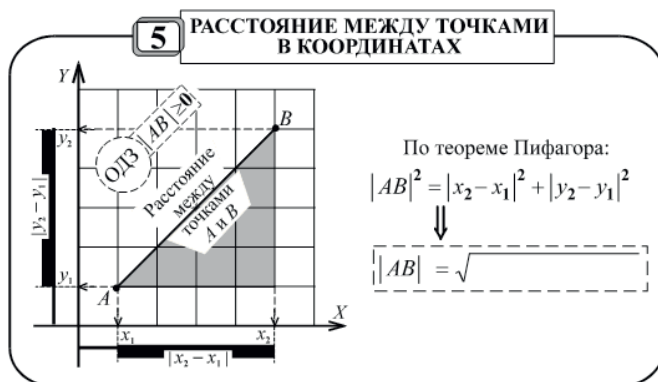 5
РАССТОЯНИЕ МЕЖДУ ТОЧКАМИ
В КООРДИНАТАХ
Y
y₂
ОДЗ |AB| ≥0
B
Расстояние
между
точками
A и B
|y₂ – y₁|
y₁
A
X
x₁
x₂
|x₂ – x₁|
По теореме Пифагора:
|AB|² = |x₂ – x₁|² + |y₂ – y₁|²
⇓
|AB| = √